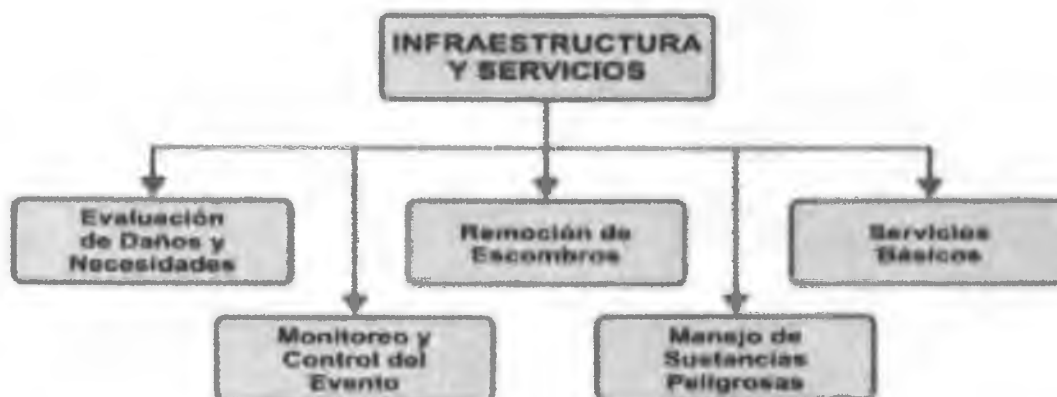 INFRAESTRUCTURA
Y SERVICIOS
Evaluación
de Daños y
Necesidades
Remoción de
Escombros
Servicios
Básicos
Monitoreo y
Control del
Evento
Manejo de
Sustancias
Peligrosas